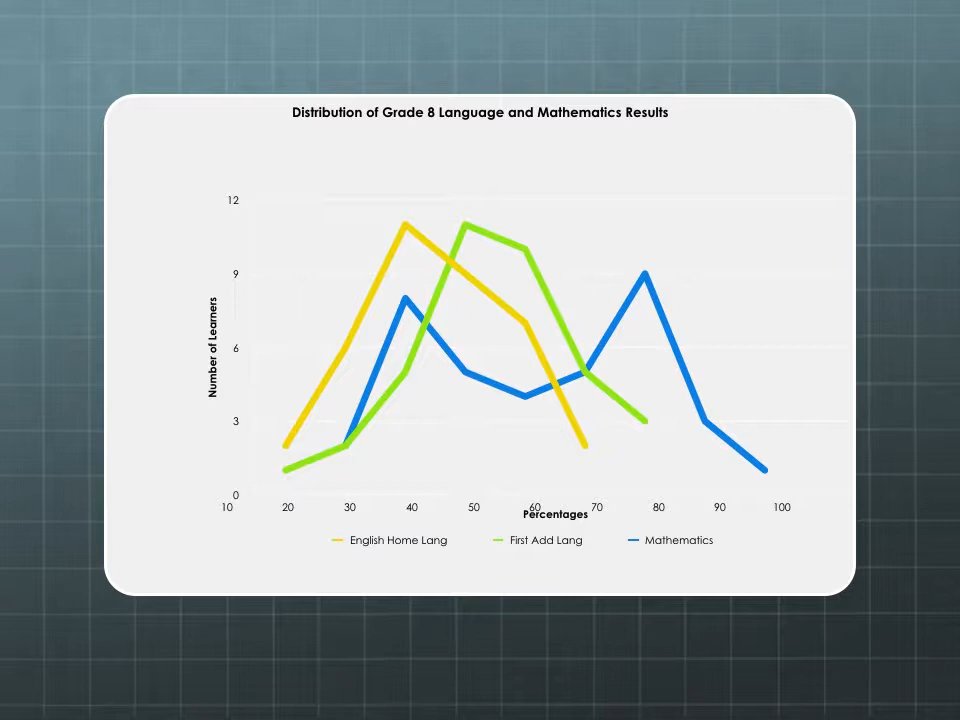 Distribution of Grade 8 Language and Mathematics Results
12
9
6
3
0
Number of Learners
10 20 30 40 50 60 70 80 90 100
Percentages
English Home Lang First Add Lang Mathematics